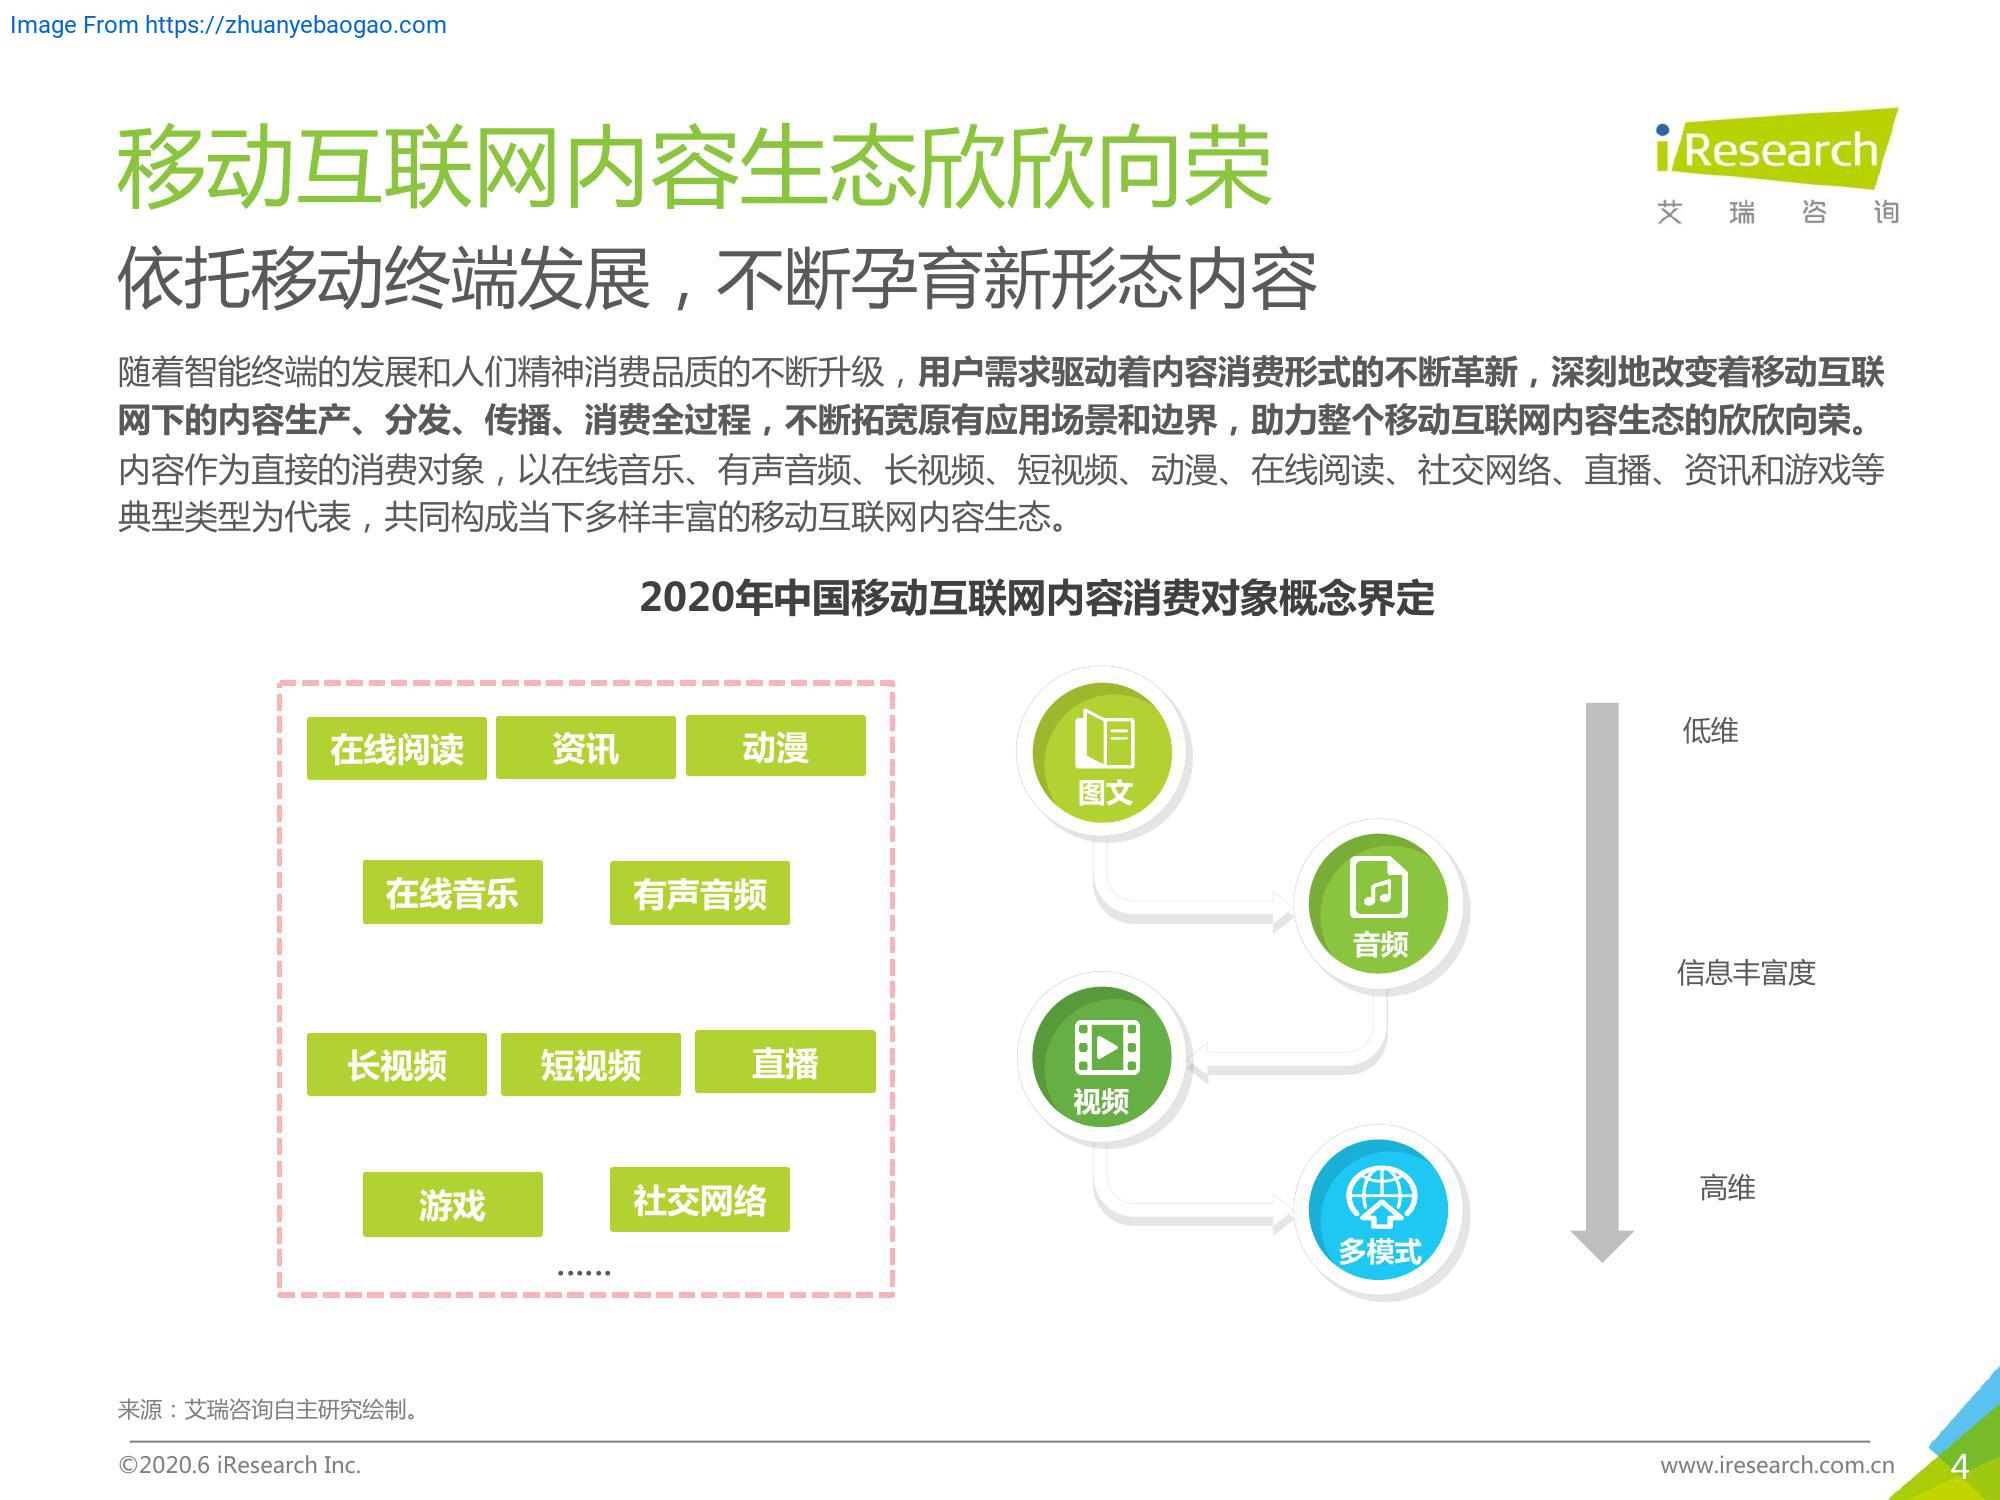 Image From https://zhuanyebaogao.com
移动互联网内容生态欣欣向荣
iResearch
艾瑞咨询
依托移动终端发展，不断孕育新形态内容
随着智能终端的发展和人们精神消费品质的不断升级，用户需求驱动着内容消费形式的不断革新，深刻地改变着移动互联
网下的内容生产、分发、传播、消费全过程，不断拓宽原有应用场景和边界，助力整个移动互联网内容生态的欣欣向荣。
内容作为直接的消费对象，以在线音乐、有声音频、长视频、短视频、动漫、在线阅读、社交网络、直播、资讯和游戏等
典型类型为代表，共同构成当下多样丰富的移动互联网内容生态。
2020年中国移动互联网内容消费对象概念界定
在线阅读 资讯 动漫
在线音乐 有声音频
长视频 短视频 直播
游戏 社交网络
……
图文
音频
视频
多模式
低维
信息丰富度
高维
来源：艾瑞咨询自主研究绘制。
©2020.6 iResearch Inc.
www.iresearch.com.cn
4